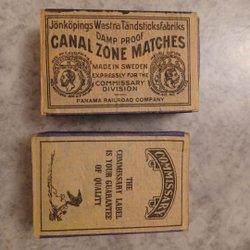 Jönköpings Westra Tändsticksfabriks
DAMP PROOF
CANAL ZONE MATCHES
MADE IN SWEDEN
EXPRESSLY FOR THE
COMMISSARY
DIVISION
PANAMA RAILROAD COMPANY
COMMISSARY
THE
COMMISSARY LABEL
IS YOUR GUARANTEE
OF QUALITY